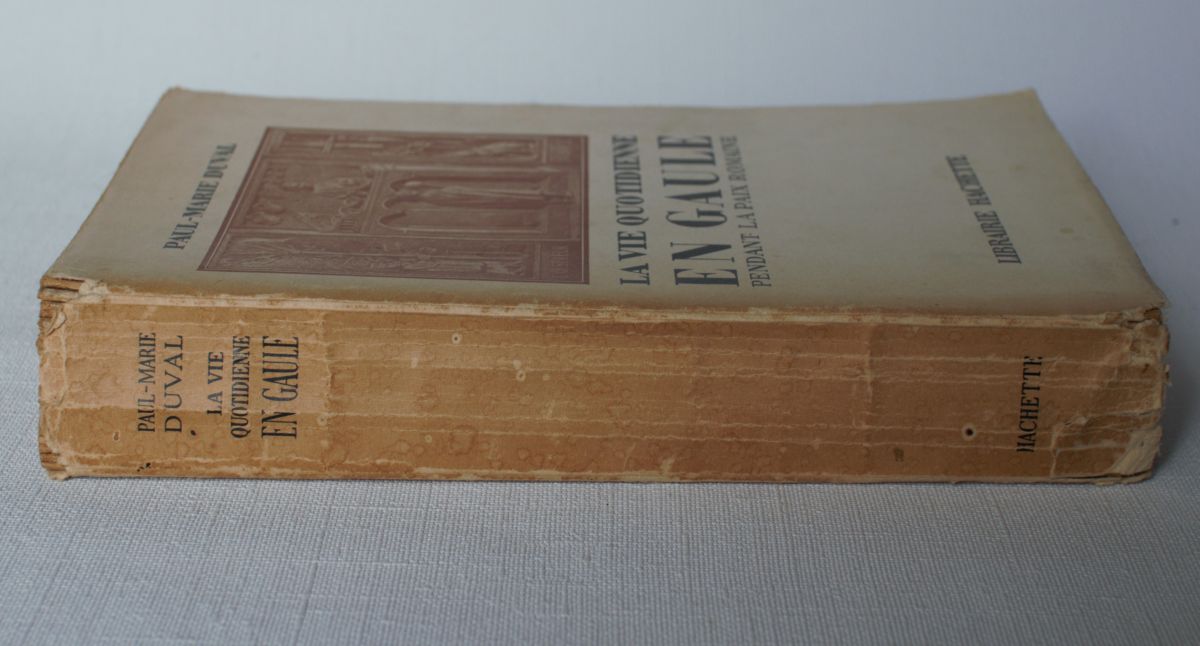 PAUL-MARIE DUVAL
LA VIE QUOTIDIENNE
EN GAULE
PENDANT LA PAIX ROMAINE
LIBRAIRIE HACHETTE
PAUL-MARIE
DUVAL
LA VIE
QUOTIDIENNE
EN GAULE
HACHETTE